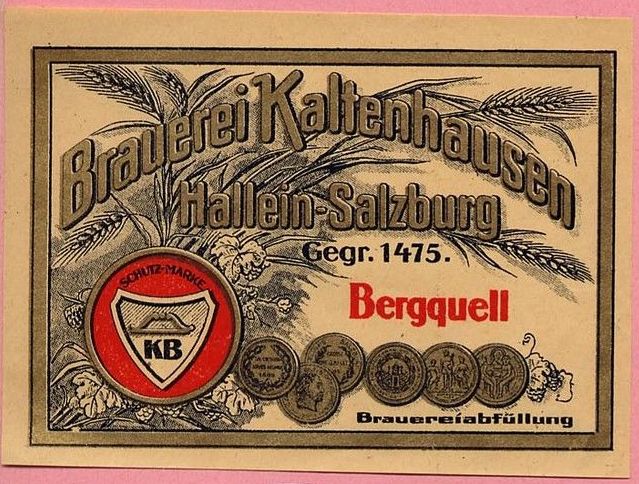 Brauerei Kaltenhausen
Hallein-Salzburg
Gegr. 1475.
Bergquell
SCHUTZ-MARKE
KB
Brauereiabfüllung